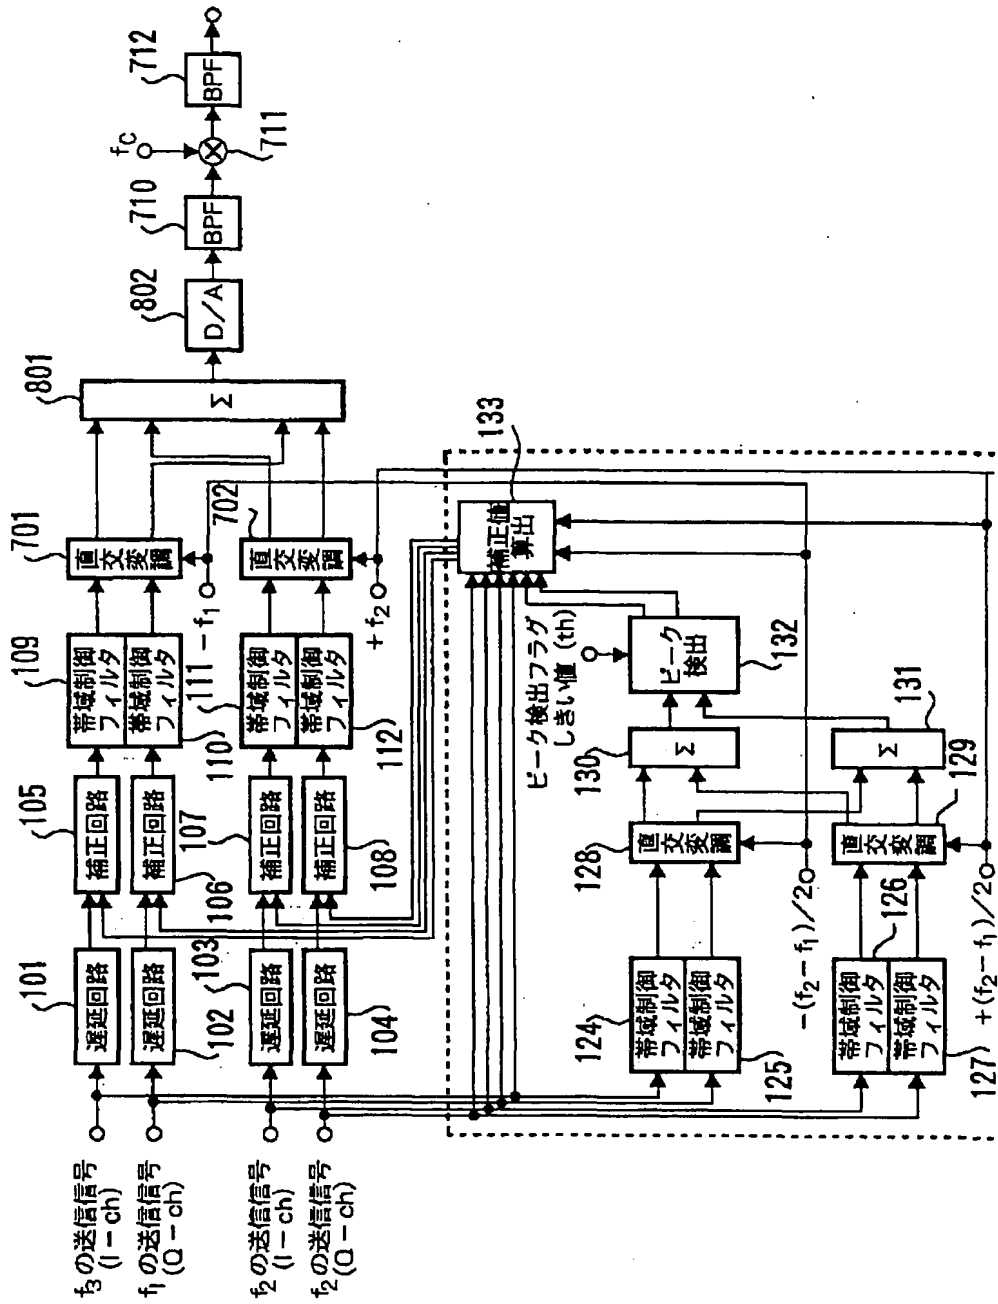 f3 の送信信号
(I-ch)
f1 の送信信号
(Q-ch)
f2 の送信信号
(I-ch)
f2 の送信信号
(Q-ch)
101
遅延回路
遅延回路
102
103
遅延回路
遅延回路
104
105
補正回路
補正回路
106
107
補正回路
補正回路
108
109
帯域制御
フィルタ
帯域制御
フィルタ
110
111
帯域制御
フィルタ
帯域制御
フィルタ
112
701
直交変調
-f1
702
直交変調
+f2
801
Σ
802
D/A
710
BPF
fC
711
712
BPF
124
帯域制御
フィルタ
帯域制御
フィルタ
125
126
帯域制御
フィルタ
帯域制御
フィルタ
127
128
直交変調
-(f2-f1)/2
129
直交変調
+(f2-f1)/2
130
Σ
131
Σ
ピーク検出フラグ
しきい値 (th)
ピーク
検出
132
133
補正値
算出